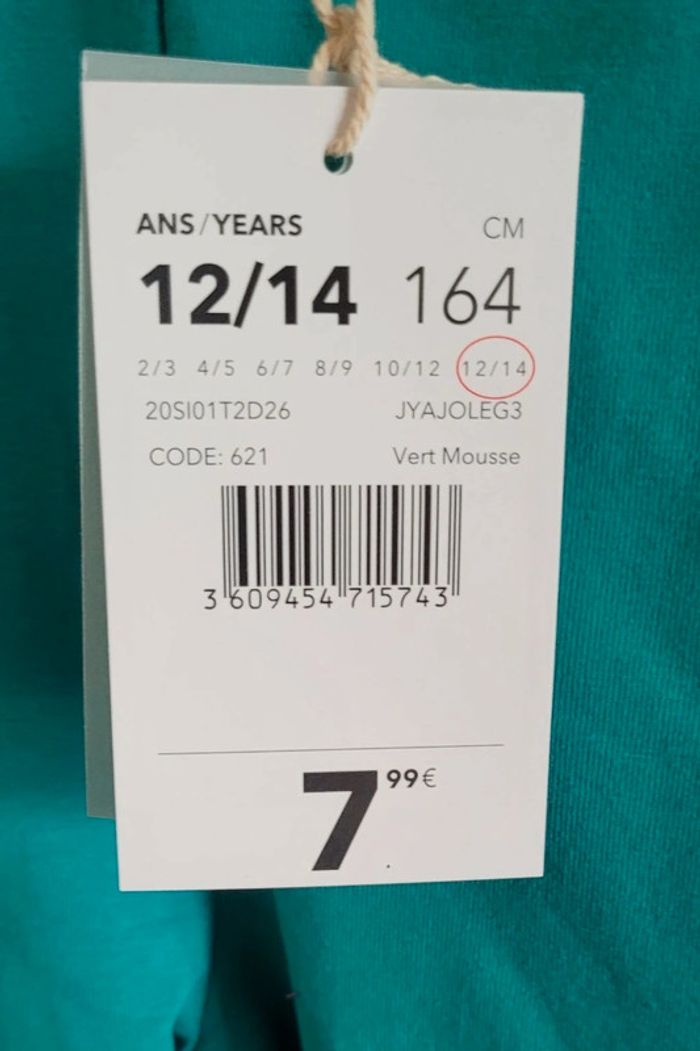 ANS/YEARS CM
12/14 164
2/3 4/5 6/7 8/9 10/12 12/14
20SI01T2D26 JYAJOLEG3
CODE: 621 Vert Mousse
3 609454 715743
7 99€